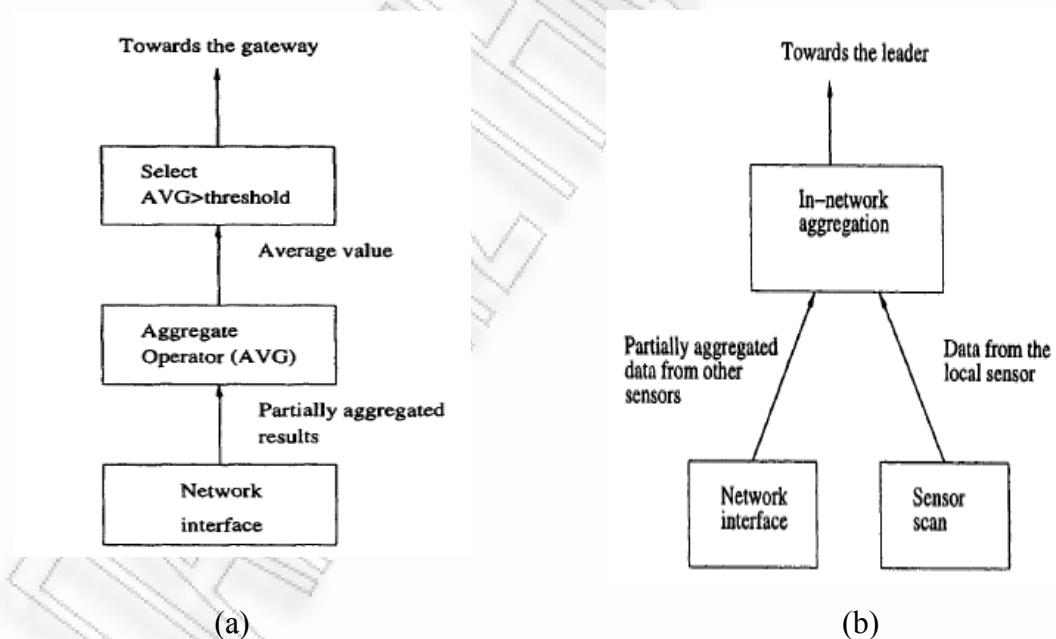 Towards the gateway
Select
AVG>threshold
Average value
Aggregate
Operator (AVG)
Partially aggregated
results
Network
interface
(a)
Towards the leader
In-network
aggregation
Partially aggregated
data from other
sensors
Data from the
local sensor
Network
interface
Sensor
scan
(b)